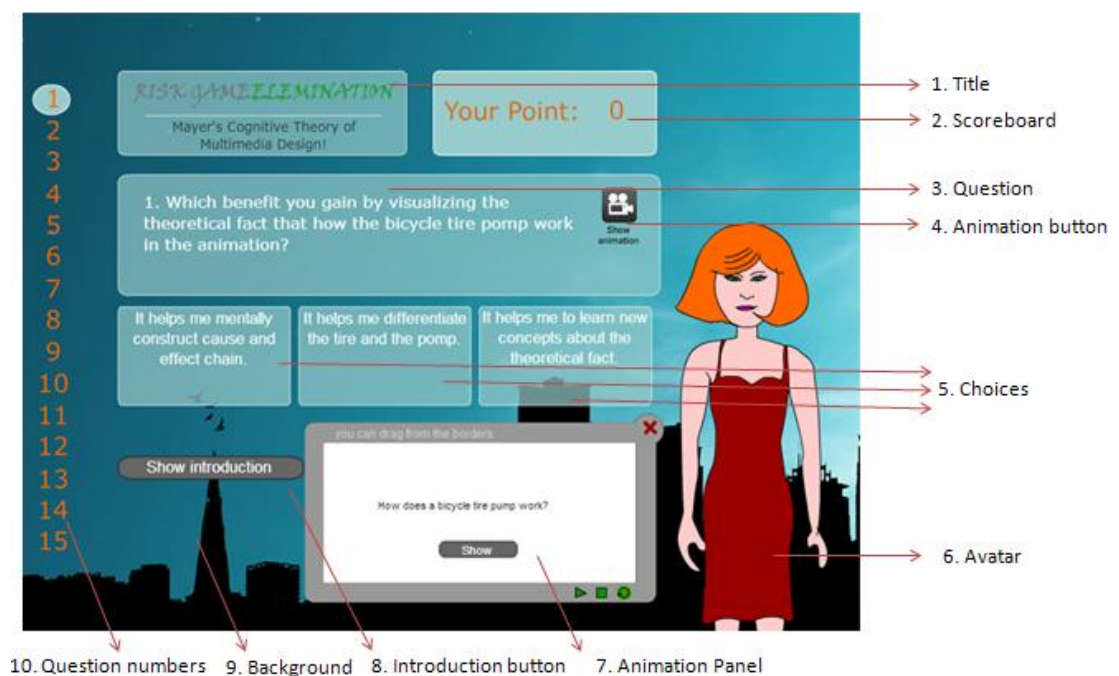 RISK GAME ELEMINATION
Mayer's Cognitive Theory of
Multimedia Design!
Your Point: 0
1
2
3
4
5
6
7
8
9
10
11
12
13
14
15
1. Which benefit you gain by visualizing the
theoretical fact that how the bicycle tire pomp work
in the animation?
Show
animation
It helps me mentally
construct cause and
effect chain.
It helps me differentiate
the tire and the pomp.
It helps me to learn new
concepts about the
theoretical fact.
Show introduction
you can drag from the borders
How does a bicycle tire pump work?
Show
1. Title
2. Scoreboard
3. Question
4. Animation button
5. Choices
6. Avatar
10. Question numbers
9. Background
8. Introduction button
7. Animation Panel